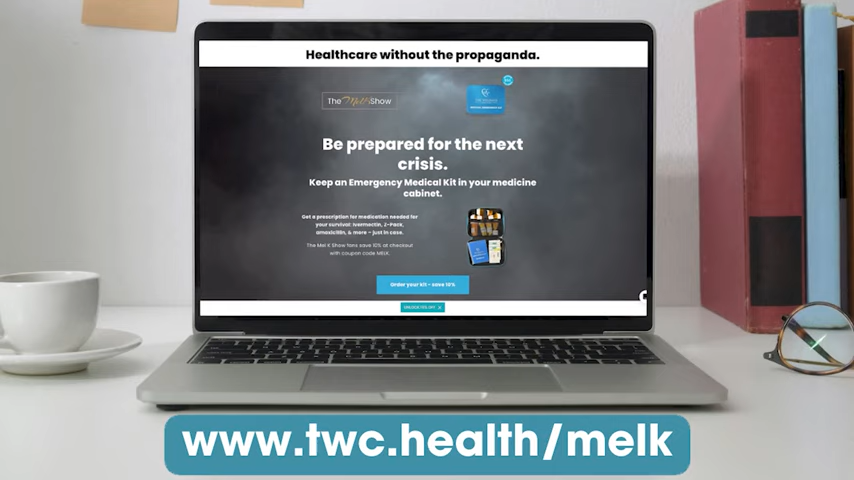 Healthcare without the propaganda.
The Mel K Show
Be prepared for the next
crisis.
Keep an Emergency Medical Kit in your medicine
cabinet.
Get a prescription for medication needed for
your survival: Ivermectin, Z-Pack,
amoxicillin, & more – just in case.
The Mel K Show fans save 10% at checkout
with coupon code MELK.
Order your kit - save 10%
www.twc.health/melk